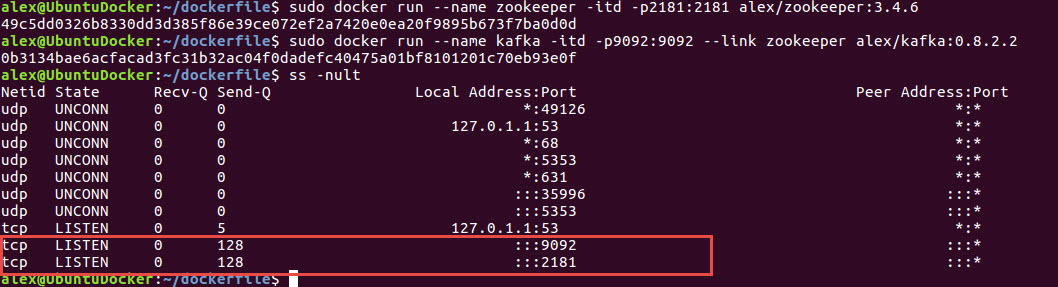 alex@UbuntuDocker:~/dockerfile$ sudo docker run --name zookeeper -itd -p2181:2181 alex/zookeeper:3.4.6
49c5dd0326b8330dd3d385f86e39ce072ef2a7420e0ea20f9895b673f7ba0d0d
alex@UbuntuDocker:~/dockerfile$ sudo docker run --name kafka -itd -p9092:9092 --link zookeeper alex/kafka:0.8.2.2
0b3134bae6acfacad3fc31b32ac04f0dadefc40475a01bf8101201c70eb93e0f
alex@UbuntuDocker:~/dockerfile$ ss -nult
Netid State Recv-Q Send-Q Local Address:Port Peer Address:Port
udp UNCONN 0 0 *:49126 *:*
udp UNCONN 0 0 127.0.1.1:53 *:*
udp UNCONN 0 0 *:68 *:*
udp UNCONN 0 0 *:5353 *:*
udp UNCONN 0 0 *:631 *:*
udp UNCONN 0 0 :::35996 :::*
udp UNCONN 0 0 :::5353 :::*
tcp LISTEN 0 5 127.0.1.1:53 *:*
tcp LISTEN 0 128 :::9092 :::*
tcp LISTEN 0 128 :::2181 :::*
alex@UbuntuDocker:~/dockerfile$